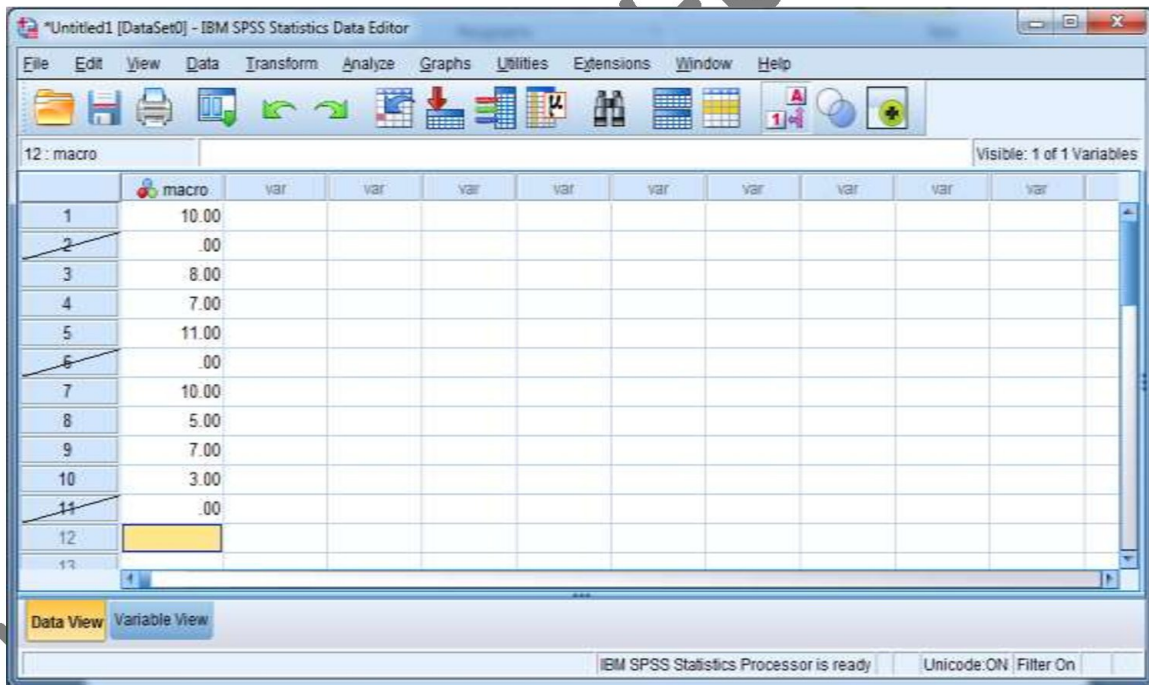 *Untitled1 [DataSet0] - IBM SPSS Statistics Data Editor
File Edit View Data Transform Analyze Graphs Utilities Extensions Window Help
12 : macro Visible: 1 of 1 Variables
macro var var var var var var var var var
1 10.00
2 .00
3 8.00
4 7.00
5 11.00
6 .00
7 10.00
8 5.00
9 7.00
10 3.00
11 .00
12
13
Data View Variable View
IBM SPSS Statistics Processor is ready Unicode:ON Filter On